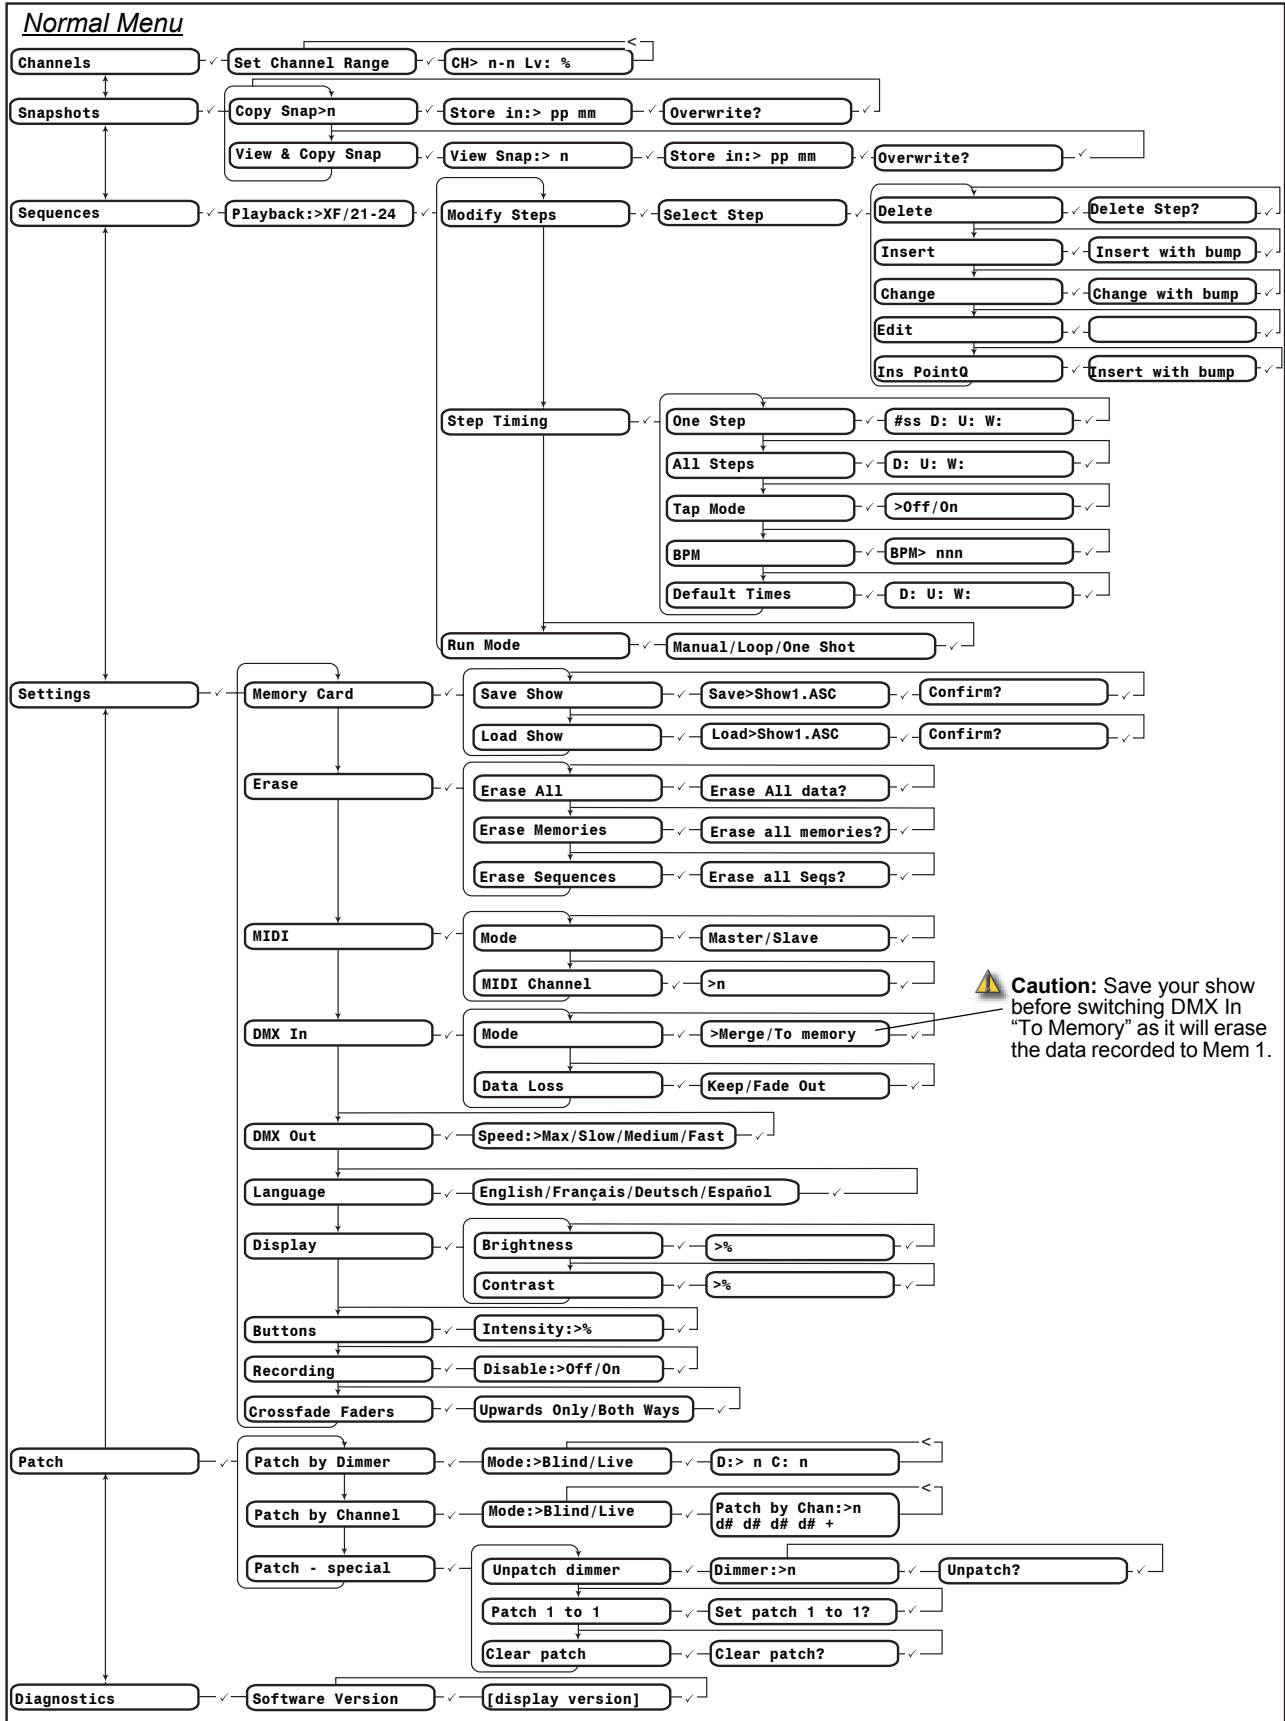 Normal Menu
Channels
Set Channel Range
CH> n-n Lv: %
<
Snapshots
Copy Snap>n
Store in:> pp mm
Overwrite?
View & Copy Snap
View Snap:> n
Store in:> pp mm
Overwrite?
Sequences
Playback:>XF/21-24
Modify Steps
Select Step
Delete
Delete Step?
Insert
Insert with bump
Change
Change with bump
Edit
Ins PointQ
Insert with bump
Step Timing
One Step
#ss D: U: W:
All Steps
D: U: W:
Tap Mode
>Off/On
BPM
BPM> nnn
Default Times
D: U: W:
Run Mode
Manual/Loop/One Shot
Settings
Memory Card
Save Show
Save>Show1.ASC
Confirm?
Load Show
Load>Show1.ASC
Confirm?
Erase
Erase All
Erase All data?
Erase Memories
Erase all memories?
Erase Sequences
Erase all Seqs?
MIDI
Mode
Master/Slave
MIDI Channel
>n
DMX In
Mode
>Merge/To memory
Data Loss
Keep/Fade Out
Caution: Save your show
before switching DMX In
“To Memory” as it will erase
the data recorded to Mem 1.
DMX Out
Speed:>Max/Slow/Medium/Fast
Language
English/Français/Deutsch/Español
Display
Brightness
>%
Contrast
>%
Buttons
Intensity:>%
Recording
Disable:>Off/On
Crossfade Faders
Upwards Only/Both Ways
Patch
Patch by Dimmer
Mode:>Blind/Live
D:> n C: n
<
Patch by Channel
Mode:>Blind/Live
Patch by Chan:>n
d# d# d# d# +
<
Patch - special
Unpatch dimmer
Dimmer:>n
Unpatch?
Patch 1 to 1
Set patch 1 to 1?
Clear patch
Clear patch?
Diagnostics
Software Version
[display version]